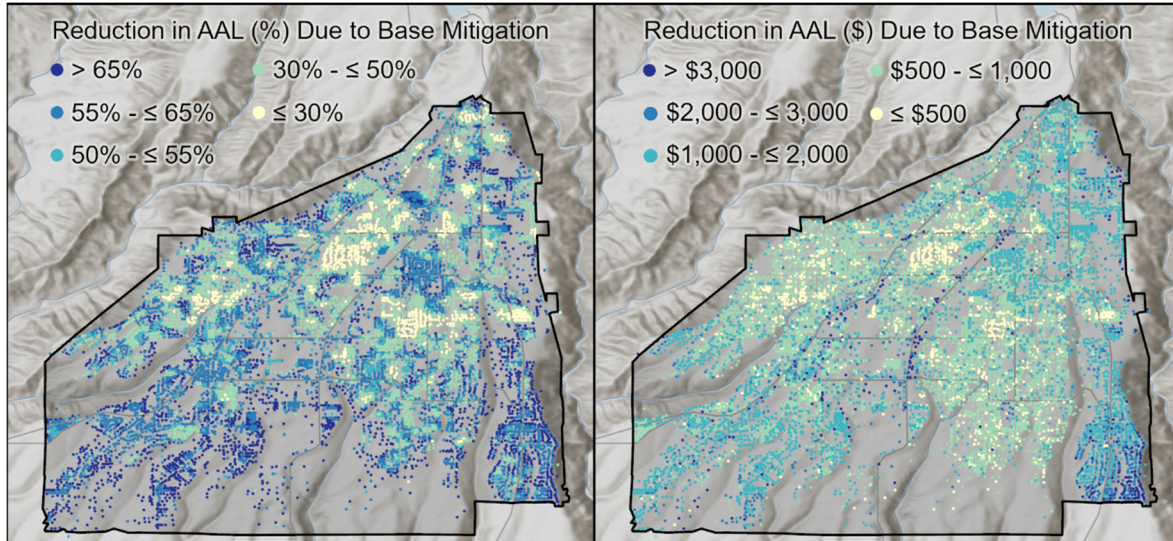 Reduction in AAL (%) Due to Base Mitigation
> 65%
30% - ≤ 50%
55% - ≤ 65%
≤ 30%
50% - ≤ 55%
Reduction in AAL ($) Due to Base Mitigation
> $3,000
$500 - ≤ 1,000
$2,000 - ≤ 3,000
≤ $500
$1,000 - ≤ 2,000